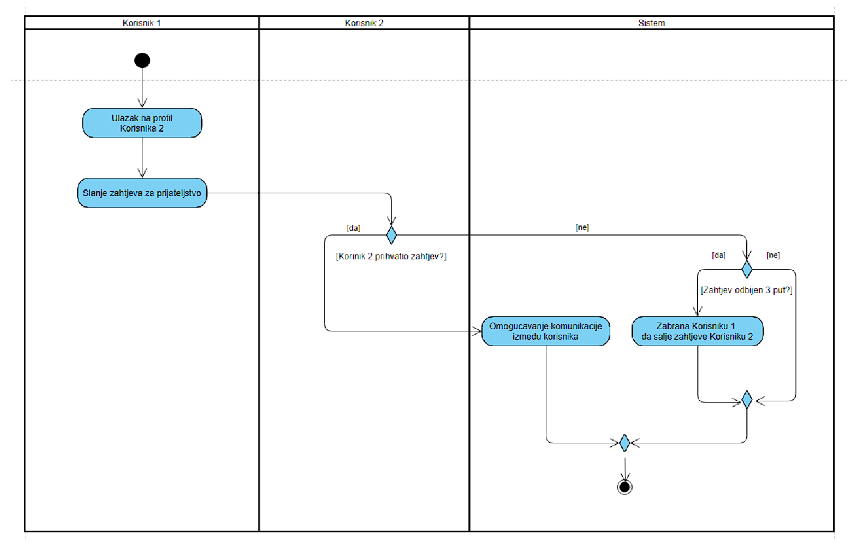 Korisnik 1
Korisnik 2
Sistem
Ulazak na profil
Korisnika 2
Slanje zahtjeva za prijateljstvo
[da]
[ne]
[Korinik 2 prihvatio zahtjev?]
[da]
[ne]
[Zahtjev odbijen 3 put?]
Omogucavanje komunikacije
između korisnika
Zabrana Korisniku 1
da salje zahtjeve Korisniku 2